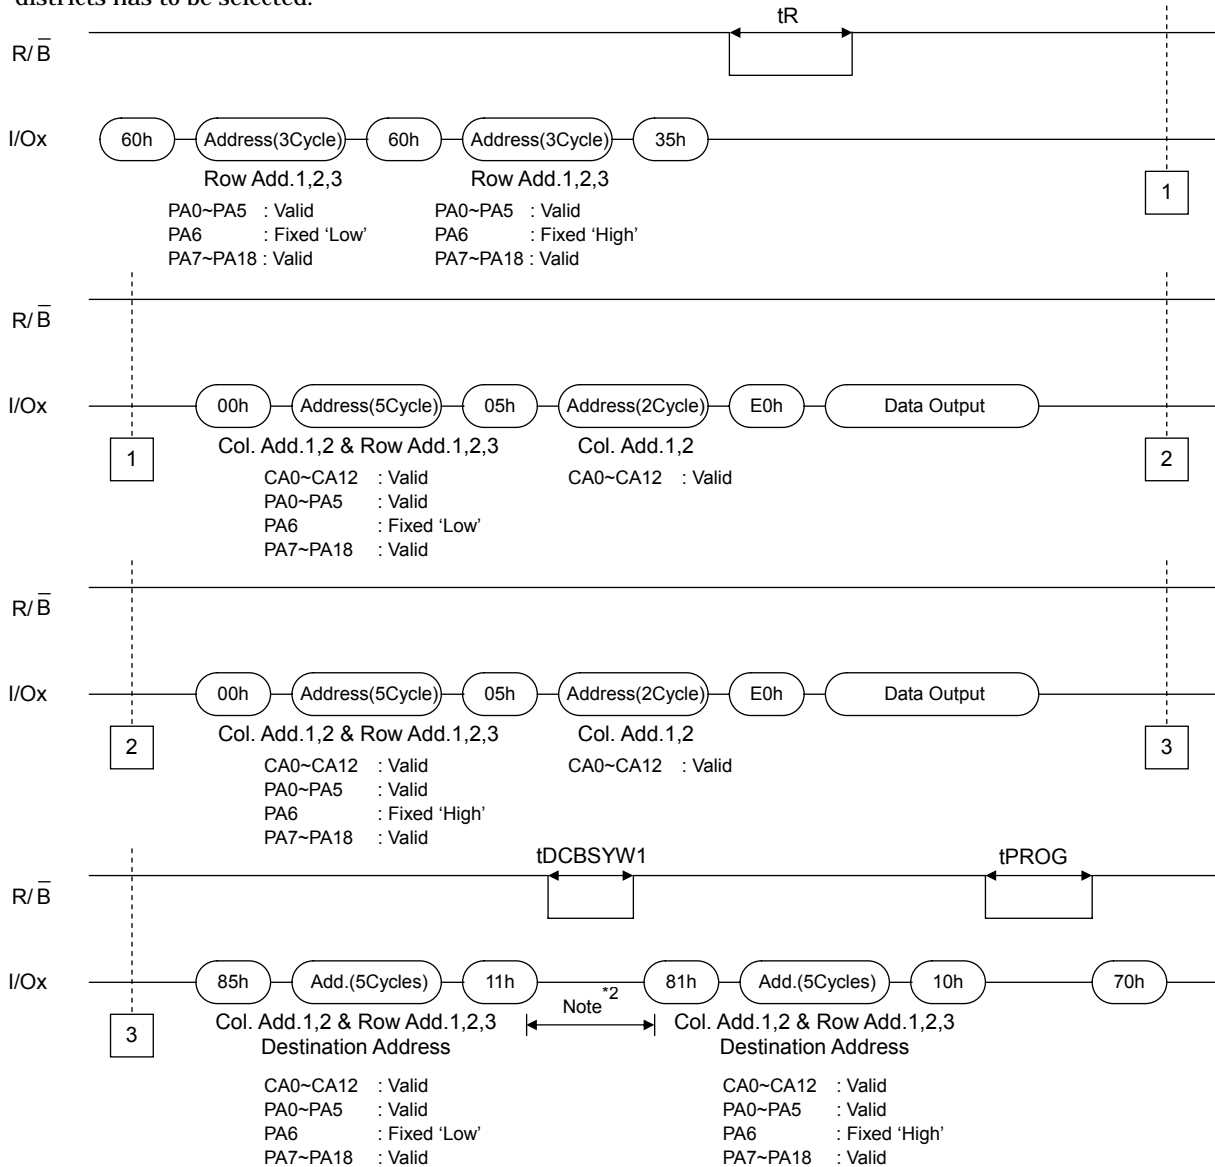 districts has to be selected.
tR
R/B̅
I/Ox 60h Address(3Cycle) 60h Address(3Cycle) 35h
Row Add.1,2,3 Row Add.1,2,3
1
PA0~PA5 : Valid PA0~PA5 : Valid
PA6 : Fixed ‘Low’ PA6 : Fixed ‘High’
PA7~PA18 : Valid PA7~PA18 : Valid
R/B̅
I/Ox 00h Address(5Cycle) 05h Address(2Cycle) E0h Data Output
1 Col. Add.1,2 & Row Add.1,2,3 Col. Add.1,2 2
CA0~CA12 : Valid CA0~CA12 : Valid
PA0~PA5 : Valid
PA6 : Fixed ‘Low’
PA7~PA18 : Valid
R/B̅
I/Ox 00h Address(5Cycle) 05h Address(2Cycle) E0h Data Output
2 Col. Add.1,2 & Row Add.1,2,3 Col. Add.1,2 3
CA0~CA12 : Valid CA0~CA12 : Valid
PA0~PA5 : Valid
PA6 : Fixed ‘High’
PA7~PA18 : Valid
tDCBSYW1 tPROG
R/B̅
I/Ox 85h Add.(5Cycles) 11h Note*2 81h Add.(5Cycles) 10h 70h
3 Col. Add.1,2 & Row Add.1,2,3 Col. Add.1,2 & Row Add.1,2,3
Destination Address Destination Address
CA0~CA12 : Valid CA0~CA12 : Valid
PA0~PA5 : Valid PA0~PA5 : Valid
PA6 : Fixed ‘Low’ PA6 : Fixed ‘High’
PA7~PA18 : Valid PA7~PA18 : Valid